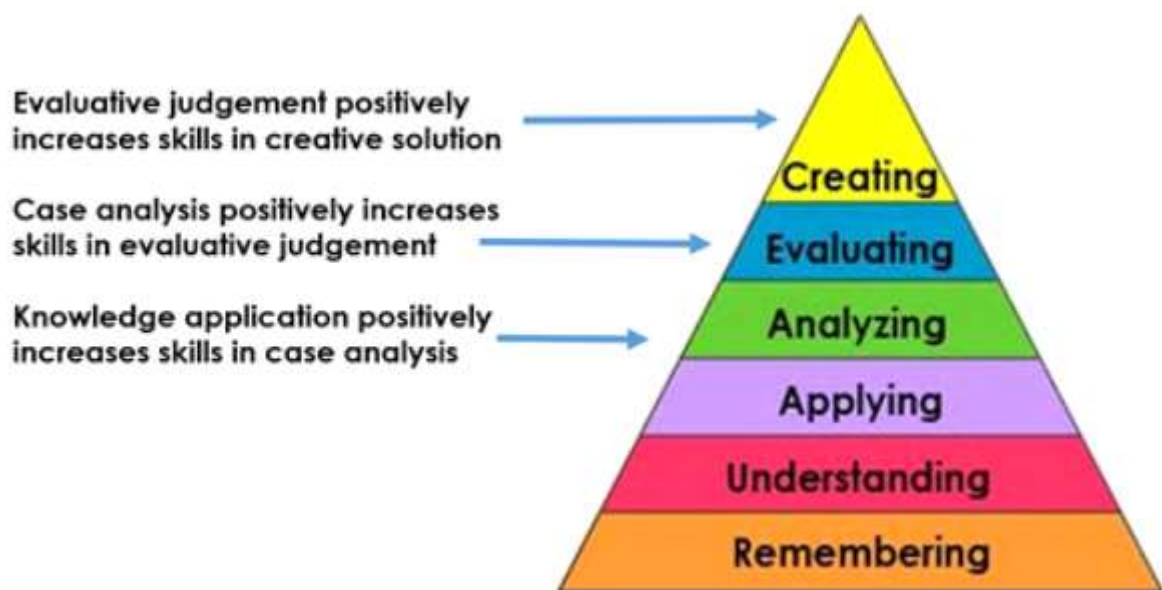 Evaluative judgement positively
increases skills in creative solution
Case analysis positively increases
skills in evaluative judgement
Knowledge application positively
increases skills in case analysis
Creating
Evaluating
Analyzing
Applying
Understanding
Remembering